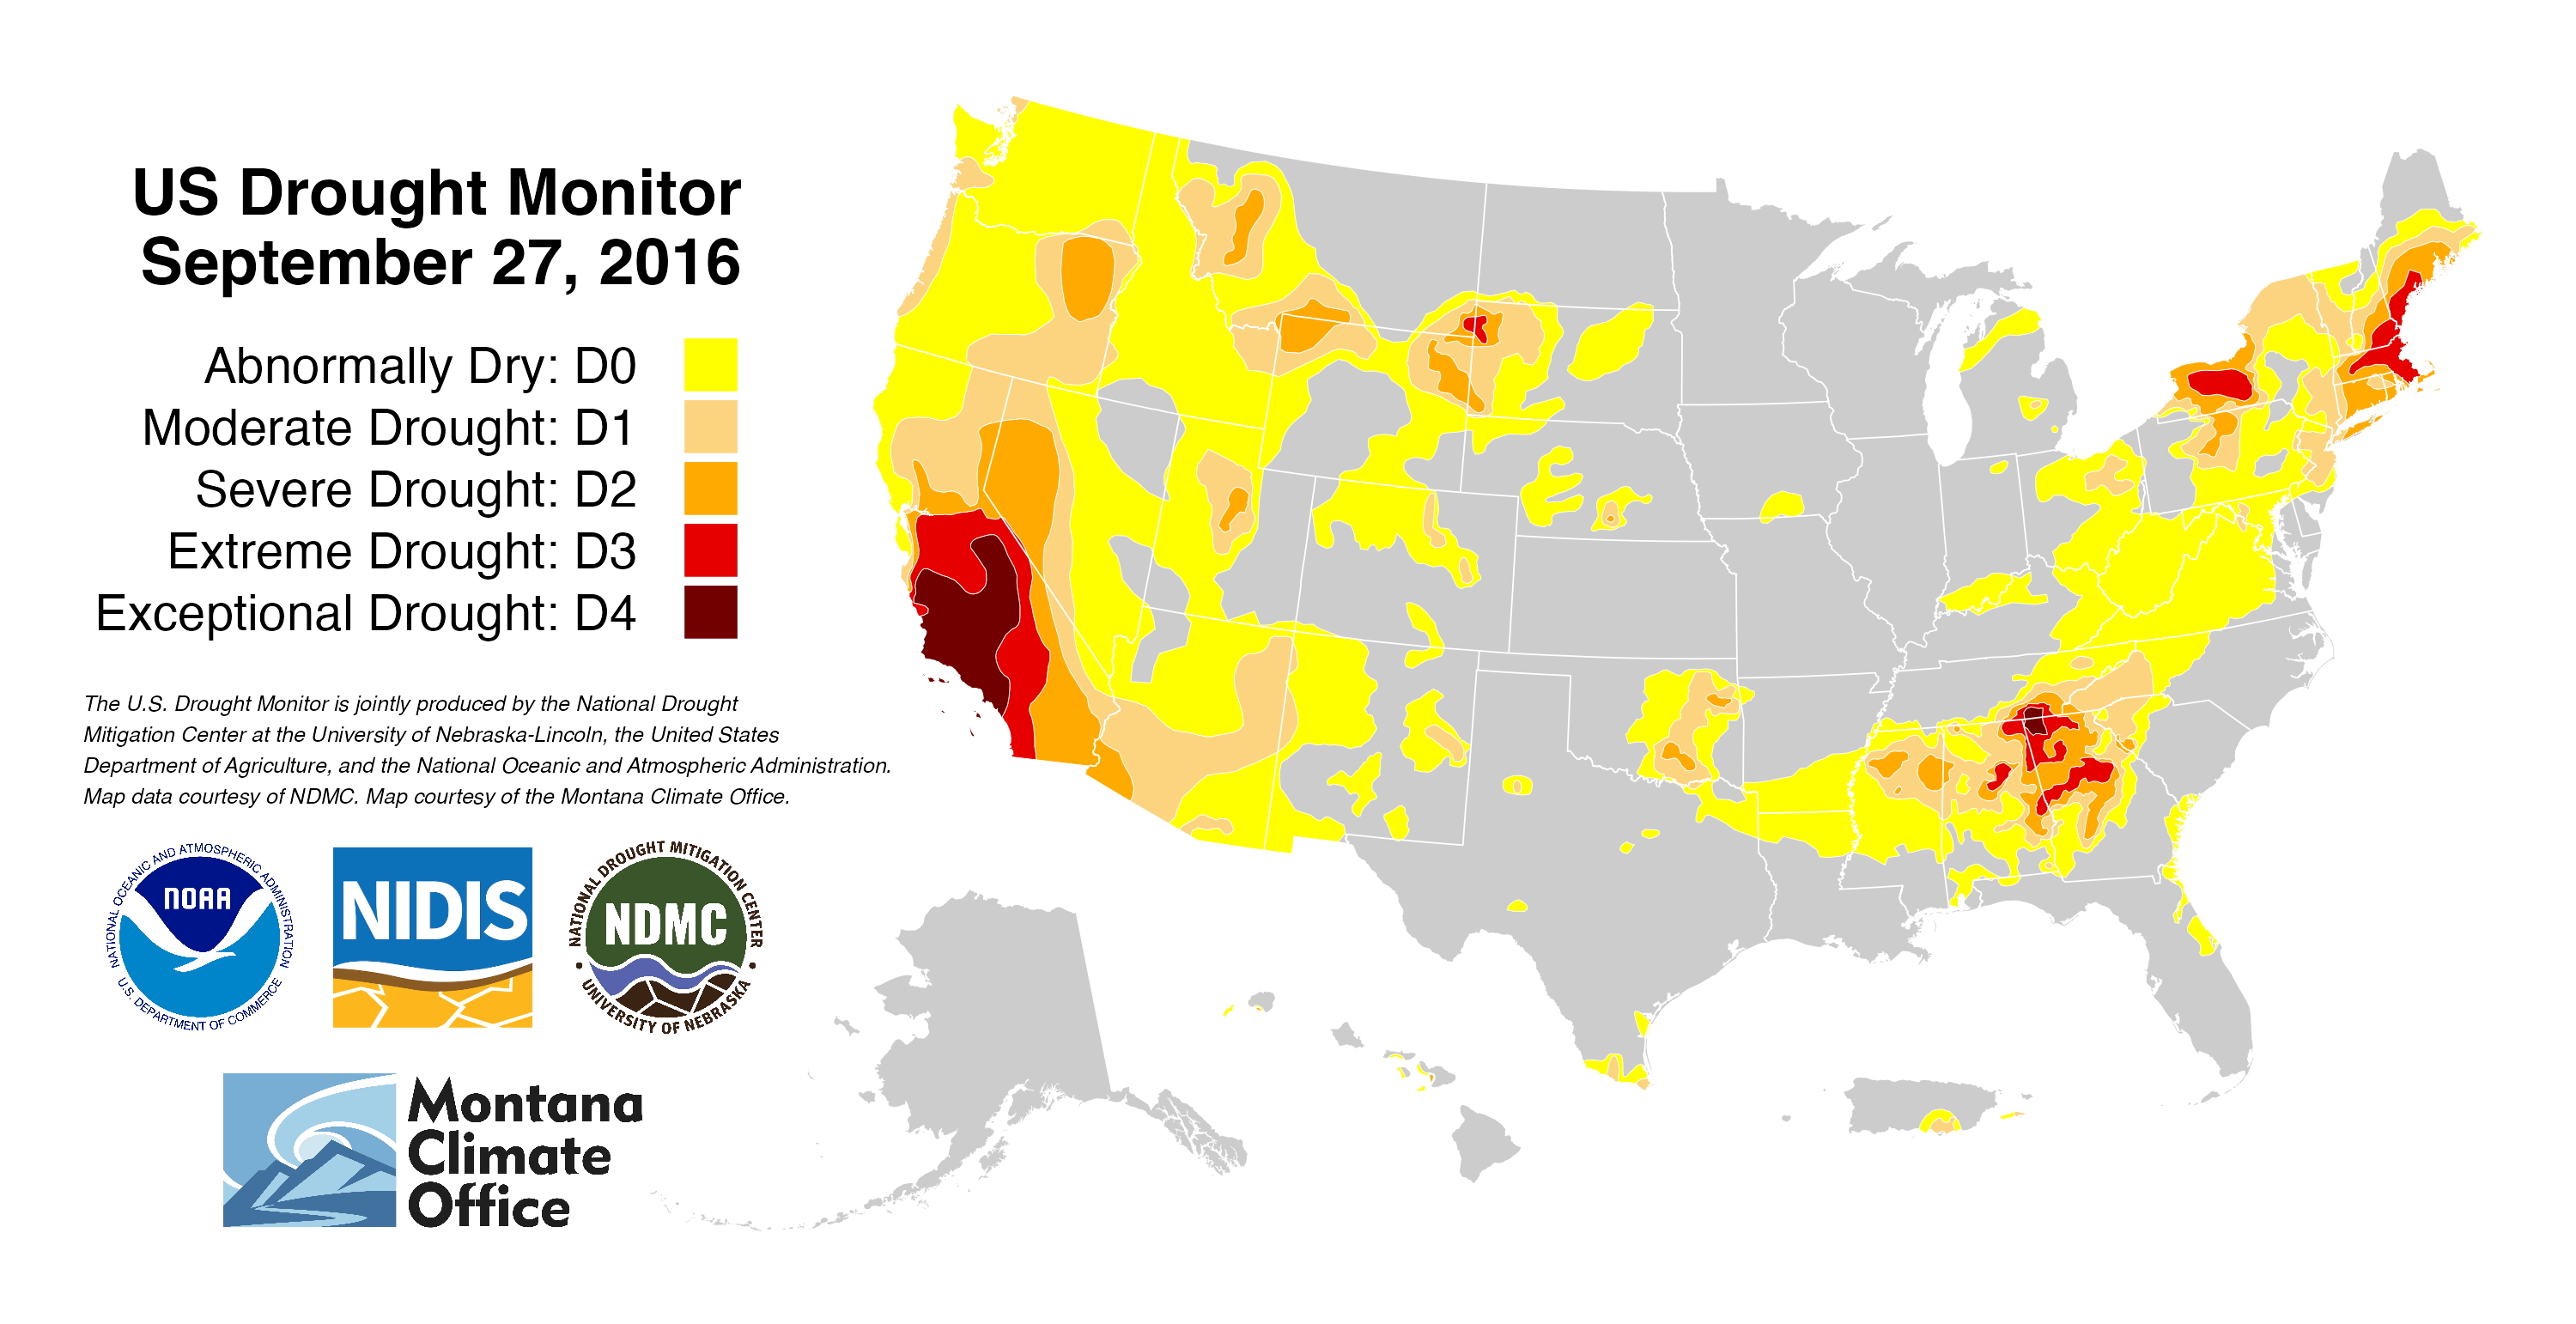 US Drought Monitor
September 27, 2016
Abnormally Dry: D0
Moderate Drought: D1
Severe Drought: D2
Extreme Drought: D3
Exceptional Drought: D4
The U.S. Drought Monitor is jointly produced by the National Drought
Mitigation Center at the University of Nebraska-Lincoln, the United States
Department of Agriculture, and the National Oceanic and Atmospheric Administration.
Map data courtesy of NDMC. Map courtesy of the Montana Climate Office.
NATIONAL OCEANIC AND ATMOSPHERIC ADMINISTRATION
NOAA
U.S. DEPARTMENT OF COMMERCE
NIDIS
NATIONAL DROUGHT MITIGATION CENTER
NDMC
UNIVERSITY OF NEBRASKA
Montana
Climate
Office